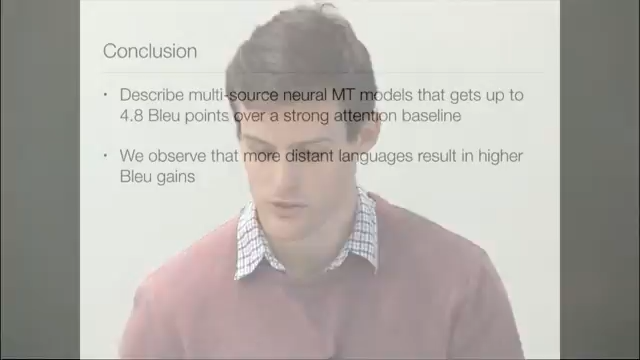 Conclusion
• Describe multi-source neural MT models that gets up to
4.8 Bleu points over a strong attention baseline
• We observe that more distant languages result in higher
Bleu gains